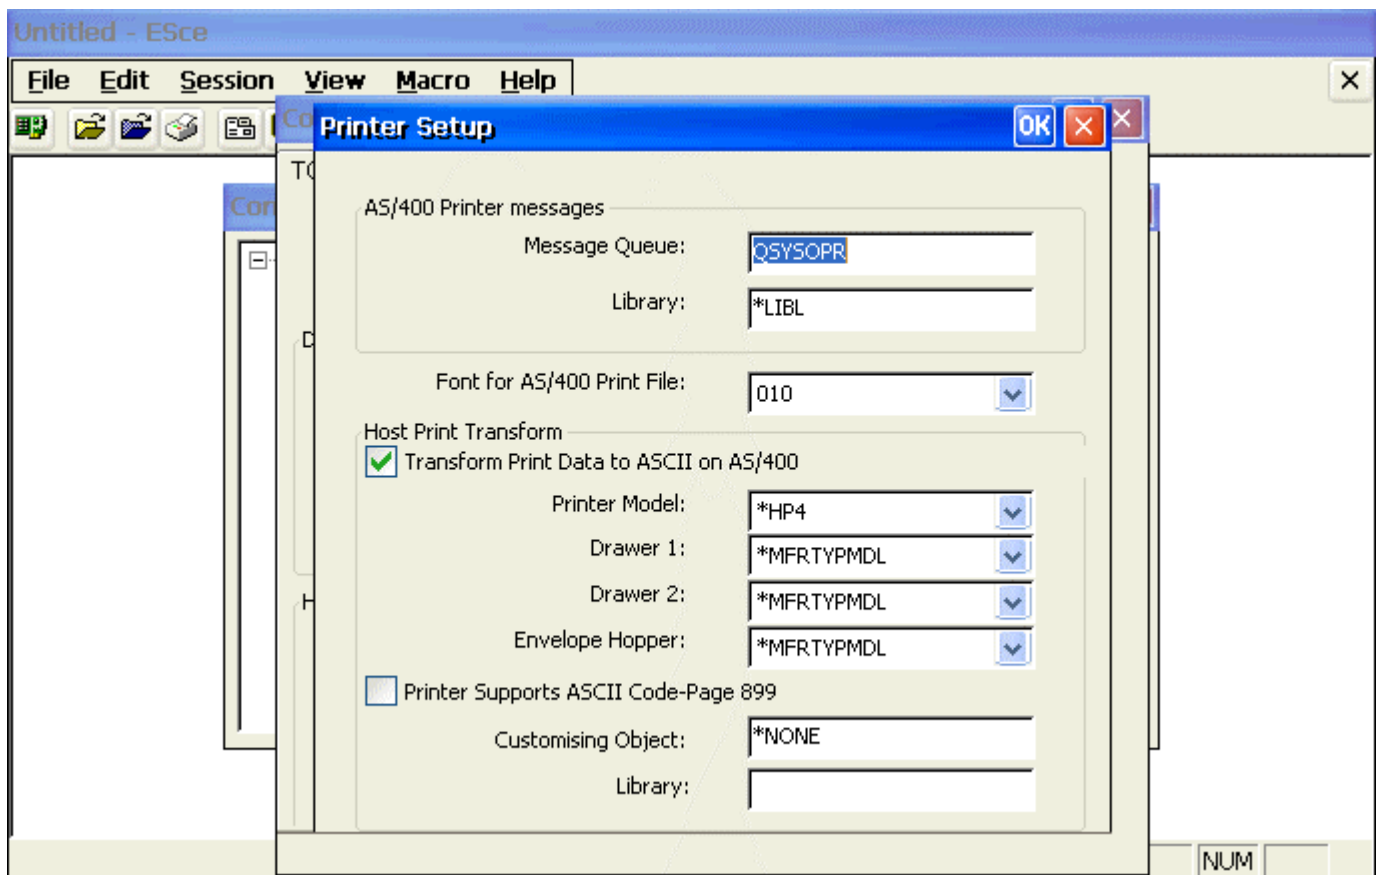 Untitled - ESce
File Edit Session View Macro Help
Printer Setup OK
AS/400 Printer messages
Message Queue: QSYSOPR
Library: *LIBL
Font for AS/400 Print File: 010
Host Print Transform
Transform Print Data to ASCII on AS/400
Printer Model: *HP4
Drawer 1: *MFRTYPMDL
Drawer 2: *MFRTYPMDL
Envelope Hopper: *MFRTYPMDL
Printer Supports ASCII Code-Page 899
Customising Object: *NONE
Library:
NUM